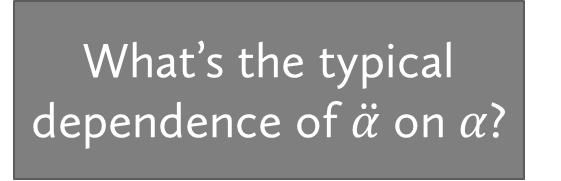 What’s the typical
dependence of α̈ on α?